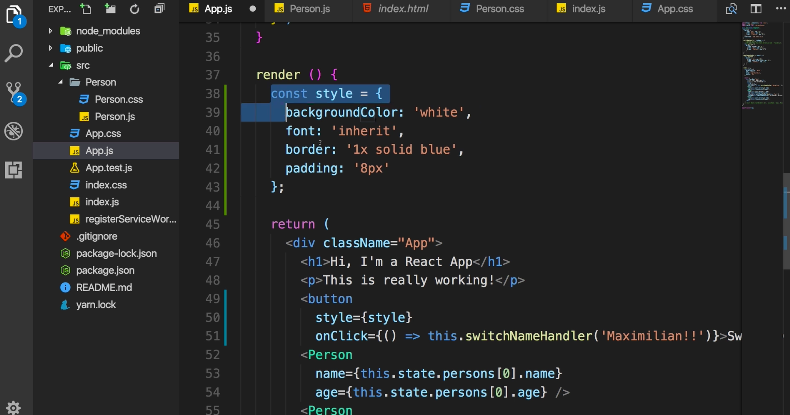 EXP...
App.js
Person.js
index.html
Person.css
index.js
App.css
node_modules
public
src
Person
Person.css
Person.js
App.css
App.js
App.test.js
index.css
index.js
registerServiceWor...
.gitignore
package-lock.json
package.json
README.md
yarn.lock
1
2
35 }
36
37 render () {
38 const style = {
39 backgroundColor: 'white',
40 font: 'inherit',
41 border: '1x solid blue',
42 padding: '8px'
43 };
44
45 return (
46 <div className="App">
47 <h1>Hi, I'm a React App</h1>
48 <p>This is really working!</p>
49 <button
50 style={style}
51 onClick={() => this.switchNameHandler('Maximilian!!')}>Sw
52 <Person
53 name={this.state.persons[0].name}
54 age={this.state.persons[0].age} />
55 <Person